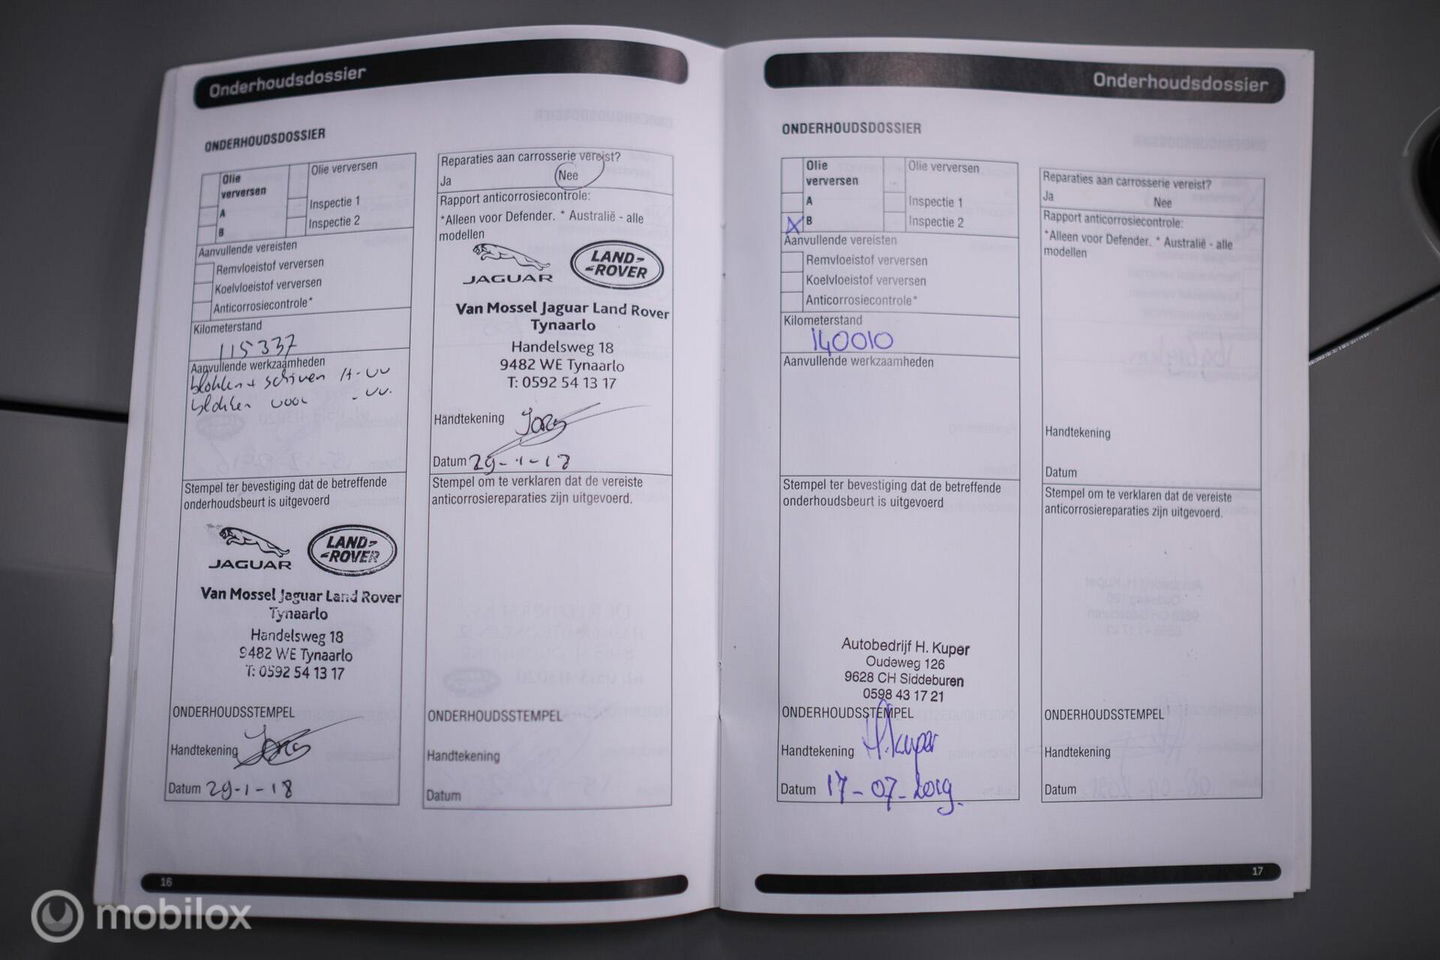 Onderhoudsdossier
ONDERHOUDSDOSSIER
Olie verversen
A
B
Olie verversen
Inspectie 1
Inspectie 2
Aanvullende vereisten
Remvloeistof verversen
Koelvloeistof verversen
Anticorrosiecontrole*
Kilometerstand
115337
Aanvullende werkzaamheden
blokken + schijven
blokken voor
Stempel ter bevestiging dat de betreffende
onderhoudsbeurt is uitgevoerd
JAGUAR
LAND-
-ROVER
Van Mossel Jaguar Land Rover
Tynaarlo
Handelsweg 18
9482 WE Tynaarlo
T: 0592 54 13 17
ONDERHOUDSSTEMPEL
Handtekening
Datum 29-1-18
Reparaties aan carrosserie vereist?
Ja
Nee
Rapport anticorrosiecontrole:
*Alleen voor Defender. * Australië - alle
modellen
JAGUAR
LAND-
-ROVER
Van Mossel Jaguar Land Rover
Tynaarlo
Handelsweg 18
9482 WE Tynaarlo
T: 0592 54 13 17
Handtekening
Datum 29-1-18
Stempel om te verklaren dat de vereiste
anticorrosiereparaties zijn uitgevoerd.
ONDERHOUDSSTEMPEL
Handtekening
Datum
16
Onderhoudsdossier
ONDERHOUDSDOSSIER
Olie verversen
A
X B
Olie verversen
Inspectie 1
Inspectie 2
Aanvullende vereisten
Remvloeistof verversen
Koelvloeistof verversen
Anticorrosiecontrole*
Kilometerstand
140010
Aanvullende werkzaamheden
Stempel ter bevestiging dat de betreffende
onderhoudsbeurt is uitgevoerd
Autobedrijf H. Kuper
Oudeweg 126
9628 CH Siddeburen
0598 43 17 21
ONDERHOUDSSTEMPEL
Handtekening H. Kuper
Datum 17-07-2019.
Reparaties aan carrosserie vereist?
Ja
Nee
Rapport anticorrosiecontrole:
*Alleen voor Defender. * Australië - alle
modellen
Handtekening
Datum
Stempel om te verklaren dat de vereiste
anticorrosiereparaties zijn uitgevoerd.
ONDERHOUDSSTEMPEL
Handtekening
Datum
17
mobilox